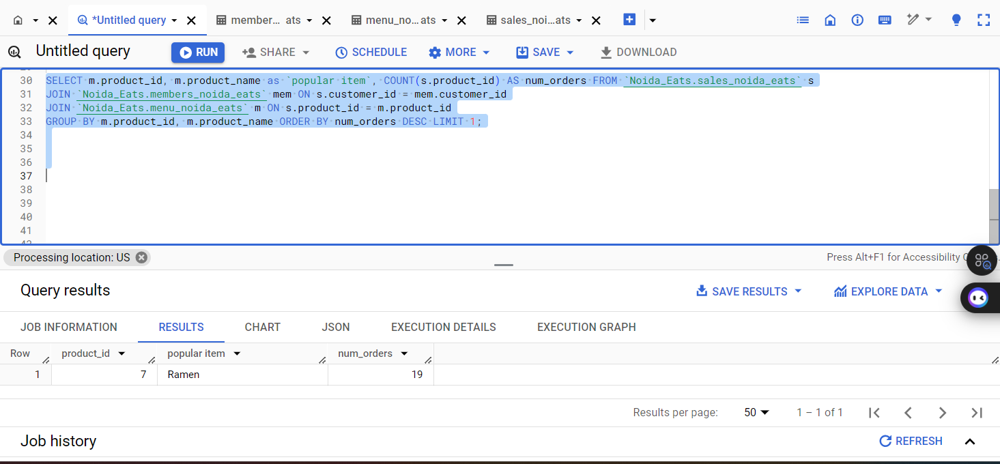 *Untitled query
member... ats
menu_no...ats
sales_noi...ats
Untitled query
RUN
SHARE
SCHEDULE
MORE
SAVE
DOWNLOAD
30 SELECT m.product_id, m.product_name as `popular item`, COUNT(s.product_id) AS num_orders FROM `Noida_Eats.sales_noida_eats` s
31 JOIN `Noida_Eats.members_noida_eats` mem ON s.customer_id = mem.customer_id
32 JOIN `Noida_Eats.menu_noida_eats` m ON s.product_id = m.product_id
33 GROUP BY m.product_id, m.product_name ORDER BY num_orders DESC LIMIT 1;
34
35
36
37
38
39
40
41
Processing location: US
Press Alt+F1 for Accessibility
Query results
SAVE RESULTS
EXPLORE DATA
JOB INFORMATION
RESULTS
CHART
JSON
EXECUTION DETAILS
EXECUTION GRAPH
Row product_id popular item num_orders
1 7 Ramen 19
Results per page: 50 1 – 1 of 1
Job history
REFRESH